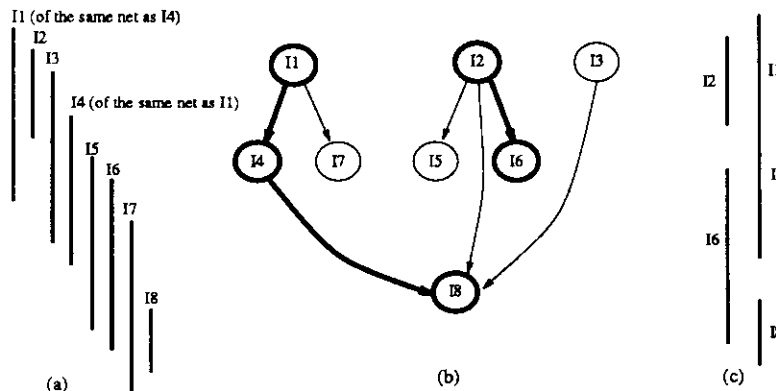 I1 (of the same net as I4)
I2
I3
I4 (of the same net as I1)
I5
I6
I7
I8
(a)
I1
I2
I3
I4
I7
I5
I6
I8
(b)
I2
I6
(c)